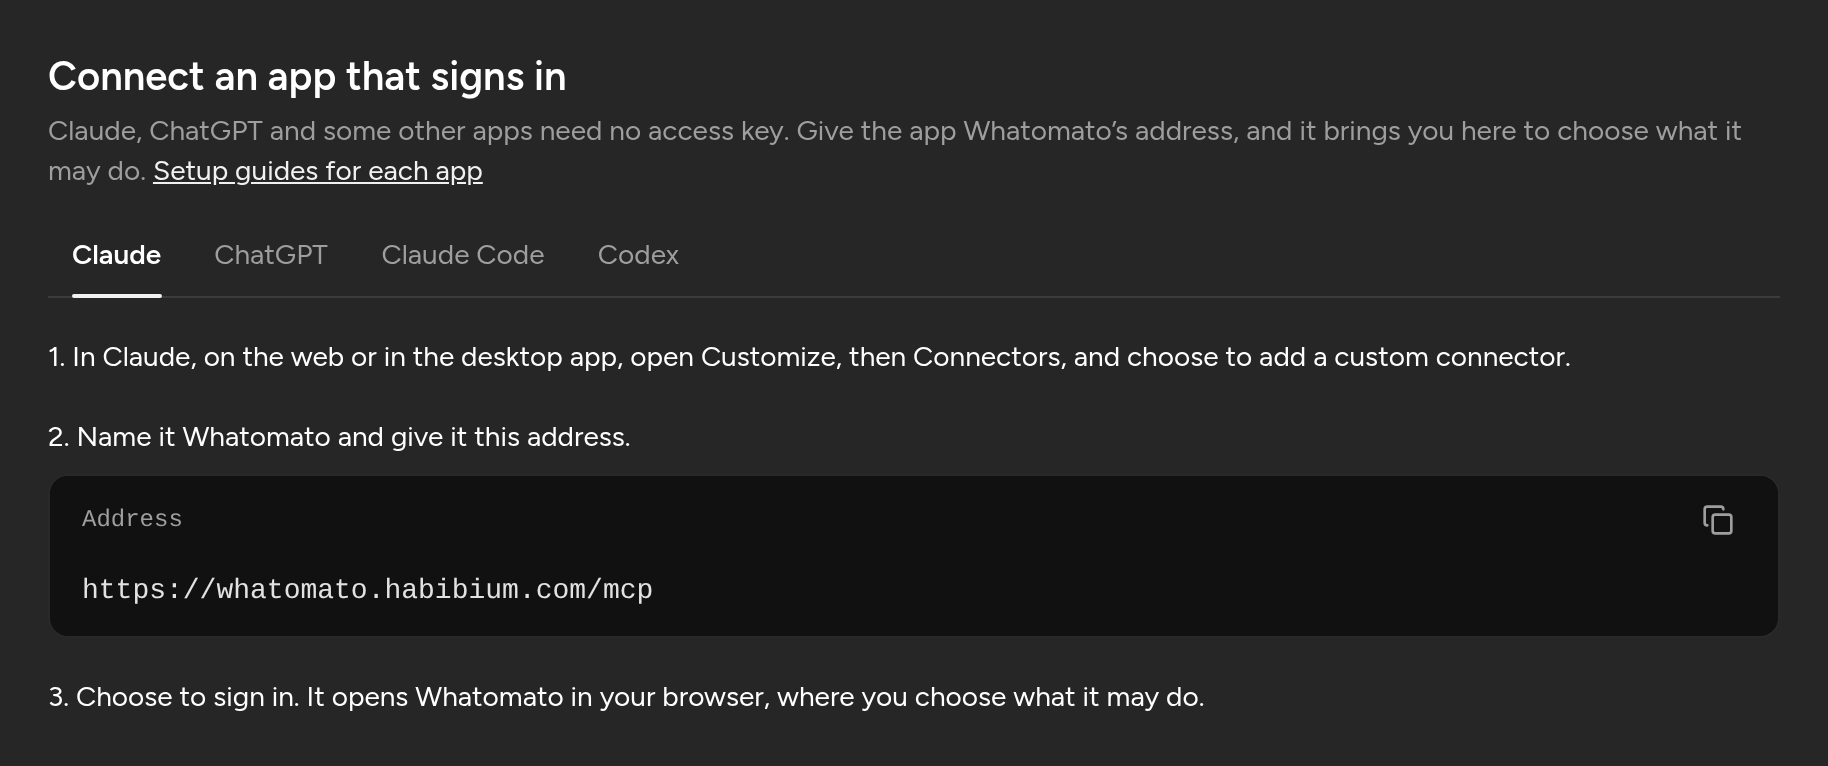 Connect an app that signs in
Claude, ChatGPT and some other apps need no access key. Give the app Whatomato’s address, and it brings you here to choose what it
may do. Setup guides for each app
Claude ChatGPT Claude Code Codex
1. In Claude, on the web or in the desktop app, open Customize, then Connectors, and choose to add a custom connector.
2. Name it Whatomato and give it this address.
Address
https://whatomato.habibium.com/mcp
3. Choose to sign in. It opens Whatomato in your browser, where you choose what it may do.